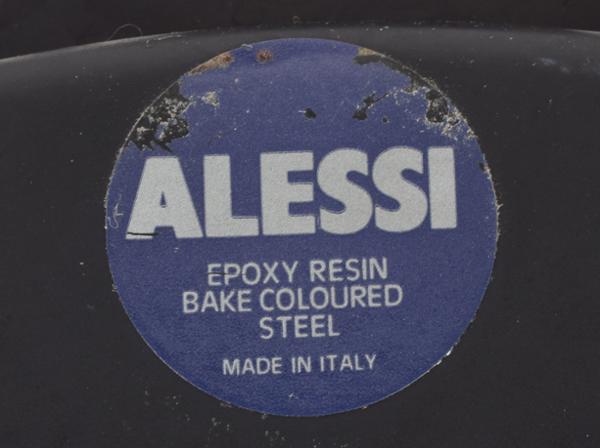 ALESSI
EPOXY RESIN
BAKE COLOURED
STEEL
MADE IN ITALY